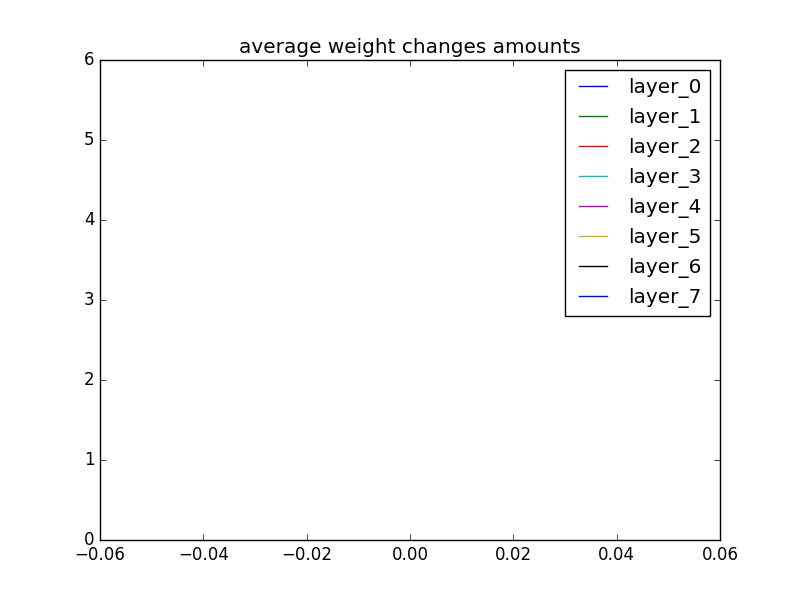 average weight changes amounts
6
5
4
3
2
1
0
−0.06 −0.04 −0.02 0.00 0.02 0.04 0.06
layer_0
layer_1
layer_2
layer_3
layer_4
layer_5
layer_6
layer_7